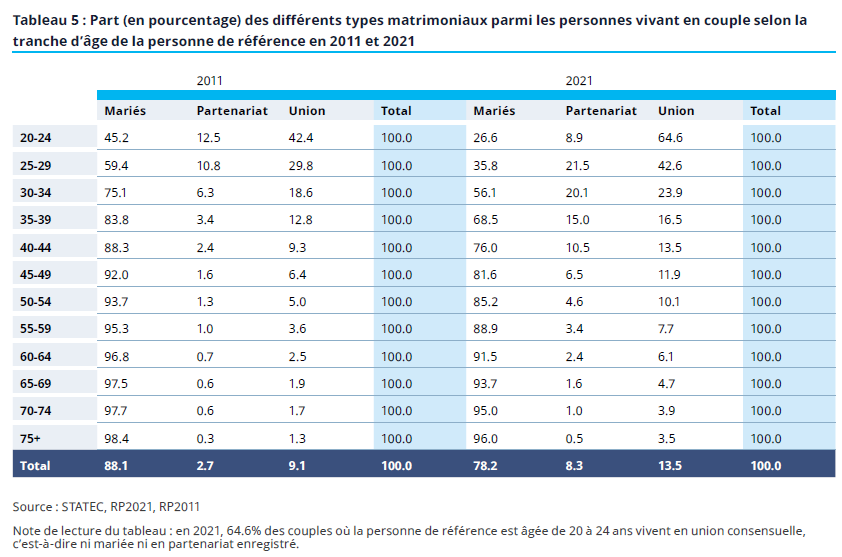 Tableau 5 : Part (en pourcentage) des différents types matrimoniaux parmi les personnes vivant en couple selon la
tranche d’âge de la personne de référence en 2011 et 2021
2011 2021
Mariés Partenariat Union Total Mariés Partenariat Union Total
20-24 45.2 12.5 42.4 100.0 26.6 8.9 64.6 100.0
25-29 59.4 10.8 29.8 100.0 35.8 21.5 42.6 100.0
30-34 75.1 6.3 18.6 100.0 56.1 20.1 23.9 100.0
35-39 83.8 3.4 12.8 100.0 68.5 15.0 16.5 100.0
40-44 88.3 2.4 9.3 100.0 76.0 10.5 13.5 100.0
45-49 92.0 1.6 6.4 100.0 81.6 6.5 11.9 100.0
50-54 93.7 1.3 5.0 100.0 85.2 4.6 10.1 100.0
55-59 95.3 1.0 3.6 100.0 88.9 3.4 7.7 100.0
60-64 96.8 0.7 2.5 100.0 91.5 2.4 6.1 100.0
65-69 97.5 0.6 1.9 100.0 93.7 1.6 4.7 100.0
70-74 97.7 0.6 1.7 100.0 95.0 1.0 3.9 100.0
75+ 98.4 0.3 1.3 100.0 96.0 0.5 3.5 100.0
Total 88.1 2.7 9.1 100.0 78.2 8.3 13.5 100.0
Source : STATEC, RP2021, RP2011
Note de lecture du tableau : en 2021, 64.6% des couples où la personne de référence est âgée de 20 à 24 ans vivent en union consensuelle,
c’est-à-dire ni mariée ni en partenariat enregistré.